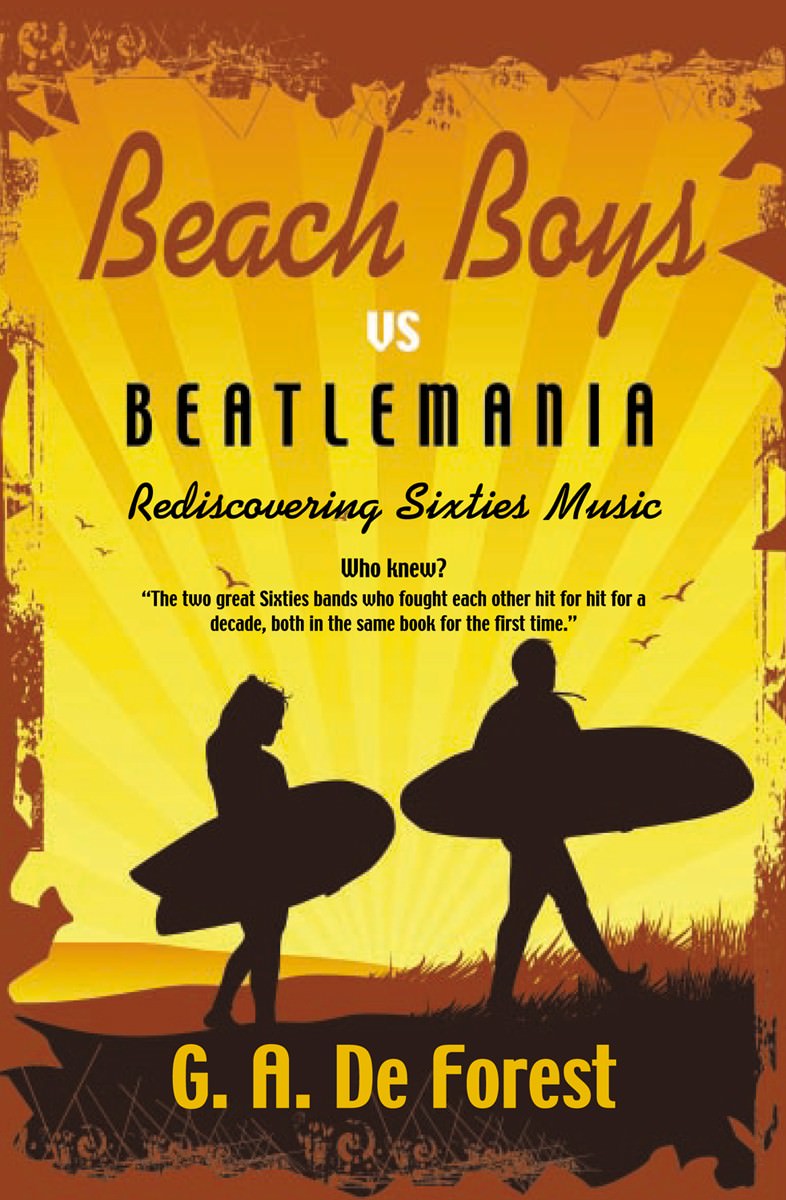 Beach Boys
vs
BEATLEMANIA
Rediscovering Sixties Music
Who knew?
“The two great Sixties bands who fought each other hit for hit for a
decade, both in the same book for the first time.”
G. A. De Forest